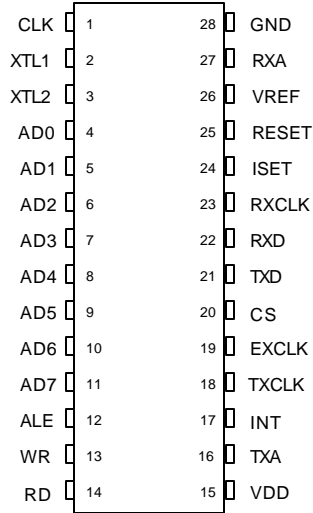 CLK 1 28 GND
XTL1 2 27 RXA
XTL2 3 26 VREF
AD0 4 25 RESET
AD1 5 24 ISET
AD2 6 23 RXCLK
AD3 7 22 RXD
AD4 8 21 TXD
AD5 9 20 CS
AD6 10 19 EXCLK
AD7 11 18 TXCLK
ALE 12 17 INT
WR 13 16 TXA
RD 14 15 VDD